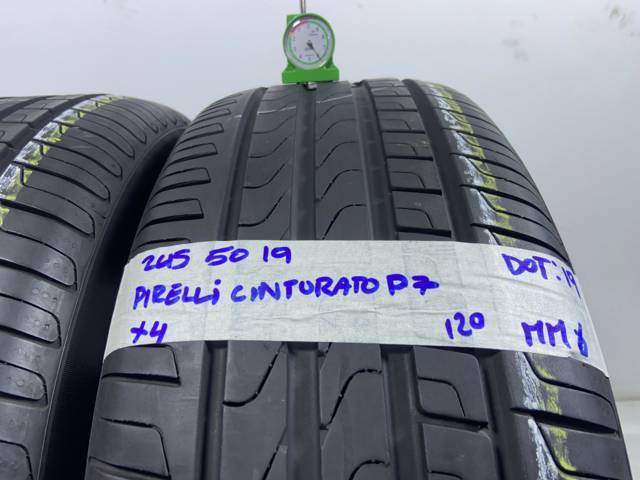 245 50 19 DOT: 19
PIRELLI CINTURATO P7
X4 120 MM 8